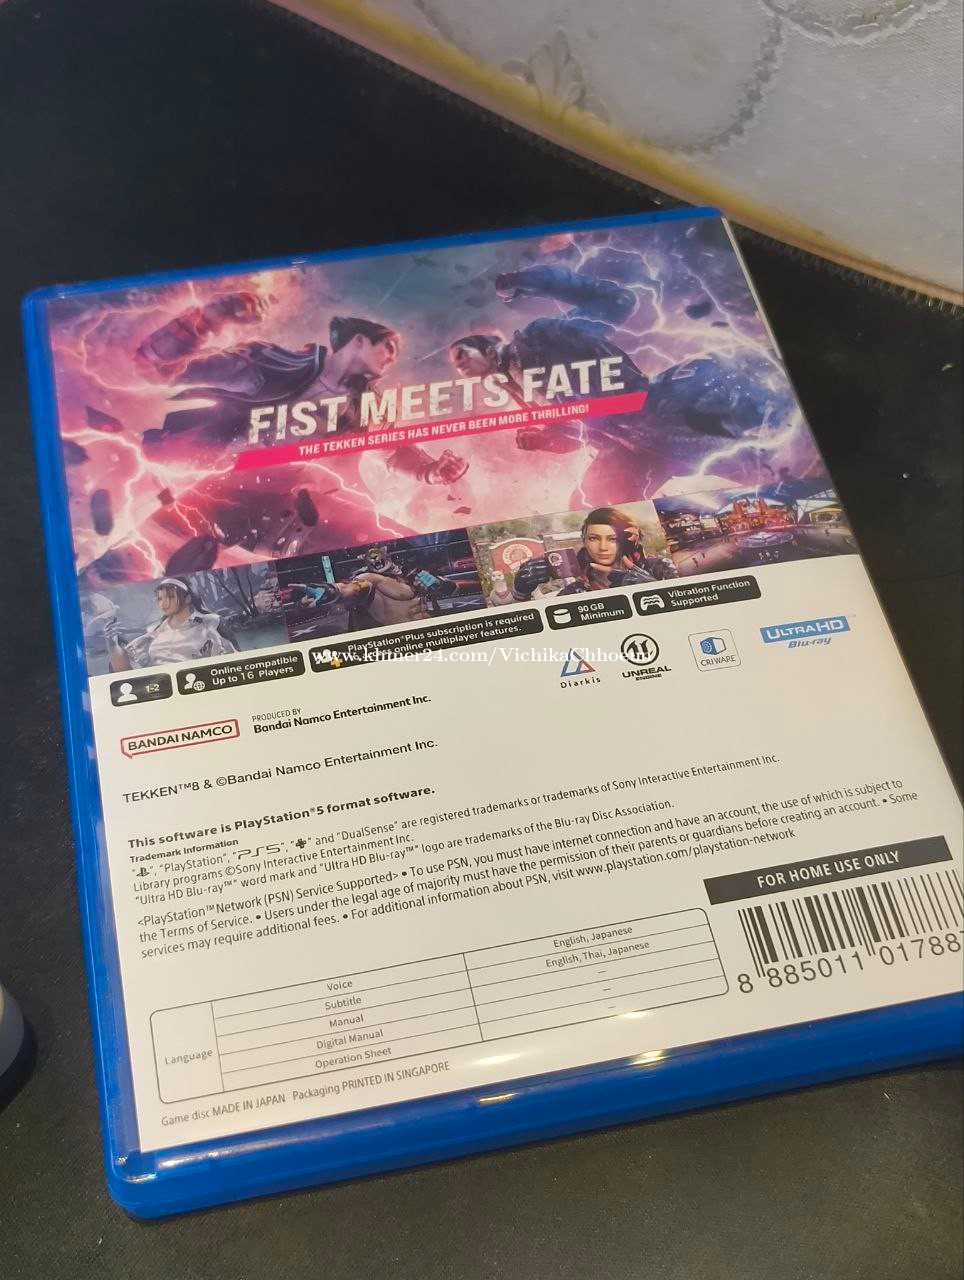 FIST MEETS FATE
THE TEKKEN SERIES HAS NEVER BEEN MORE THRILLING!
1-2
Online compatible
Up to 16 Players
PlayStation®Plus subscription is required
online multiplayer features.
90 GB
Minimum
Vibration Function
Supported
www.khmer24.com/VichikaChhoeurn
Diarkis
UNREAL
ENGINE
CRIWARE
ULTRA HD
Blu-ray™
BANDAI NAMCO
PRODUCED BY
Bandai Namco Entertainment Inc.
TEKKEN™8 & ©Bandai Namco Entertainment Inc.
This software is PlayStation®5 format software.
Trademark Information
"PlayStation", "PS5", and "DualSense" are registered trademarks or trademarks of Sony Interactive Entertainment Inc.
Library programs ©Sony Interactive Entertainment Inc.
"Ultra HD Blu-ray™" word mark and "Ultra HD Blu-ray™" logo are trademarks of the Blu-ray Disc Association.
<PlayStation™Network (PSN) Service Supported> • To use PSN, you must have internet connection and have an account, the use of which is subject to
the Terms of Service. • Users under the legal age of majority must have the permission of their parents or guardians before creating an account. • Some
services may require additional fees. • For additional information about PSN, visit www.playstation.com/playstation-network
FOR HOME USE ONLY
8 885011 01788
Language
Voice English, Japanese
Subtitle English, Thai, Japanese
Manual —
Digital Manual —
Operation Sheet —
Game disc MADE IN JAPAN Packaging PRINTED IN SINGAPORE